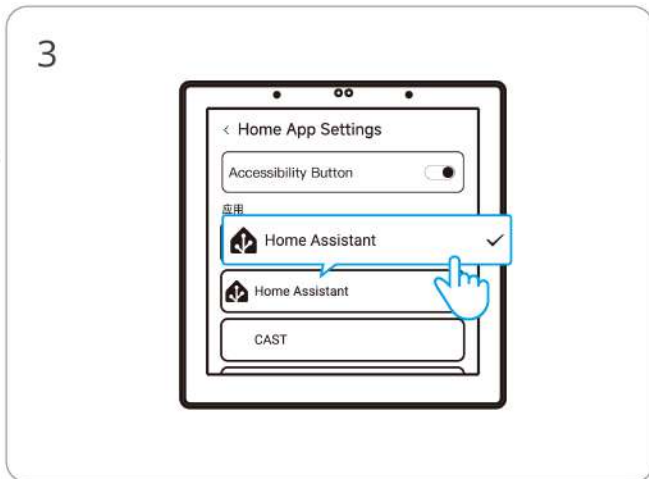 3
< Home App Settings
Accessibility Button
应用
Home Assistant
Home Assistant
CAST